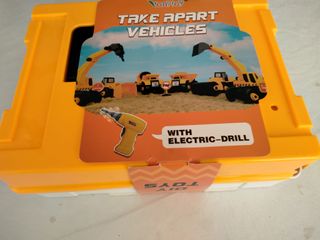 TAKE APART
VEHICLES
WITH
ELECTRIC-DRILL
DIY
TOYS